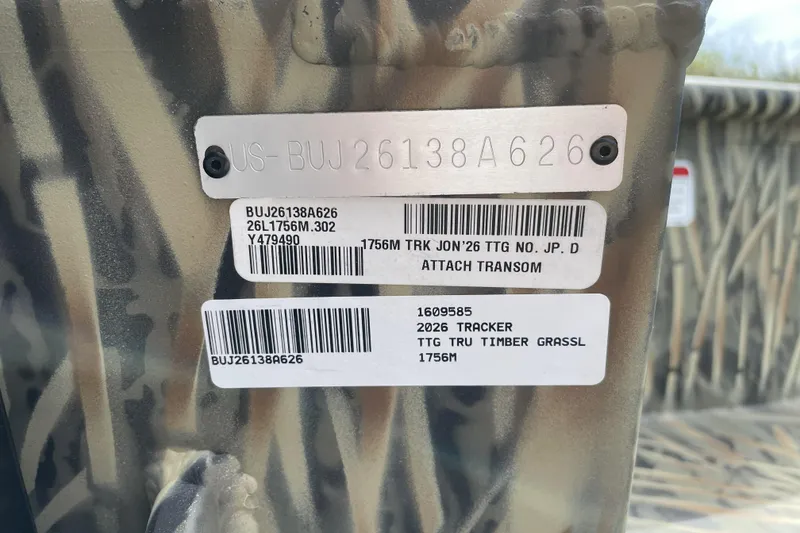 US-BUJ26138A626
BUJ26138A626
26L1756M.302
Y479490
1756M TRK JON'26 TTG NO. JP. D
ATTACH TRANSOM
1609585
2026 TRACKER
TTG TRU TIMBER GRASSL
1756M
BUJ26138A626